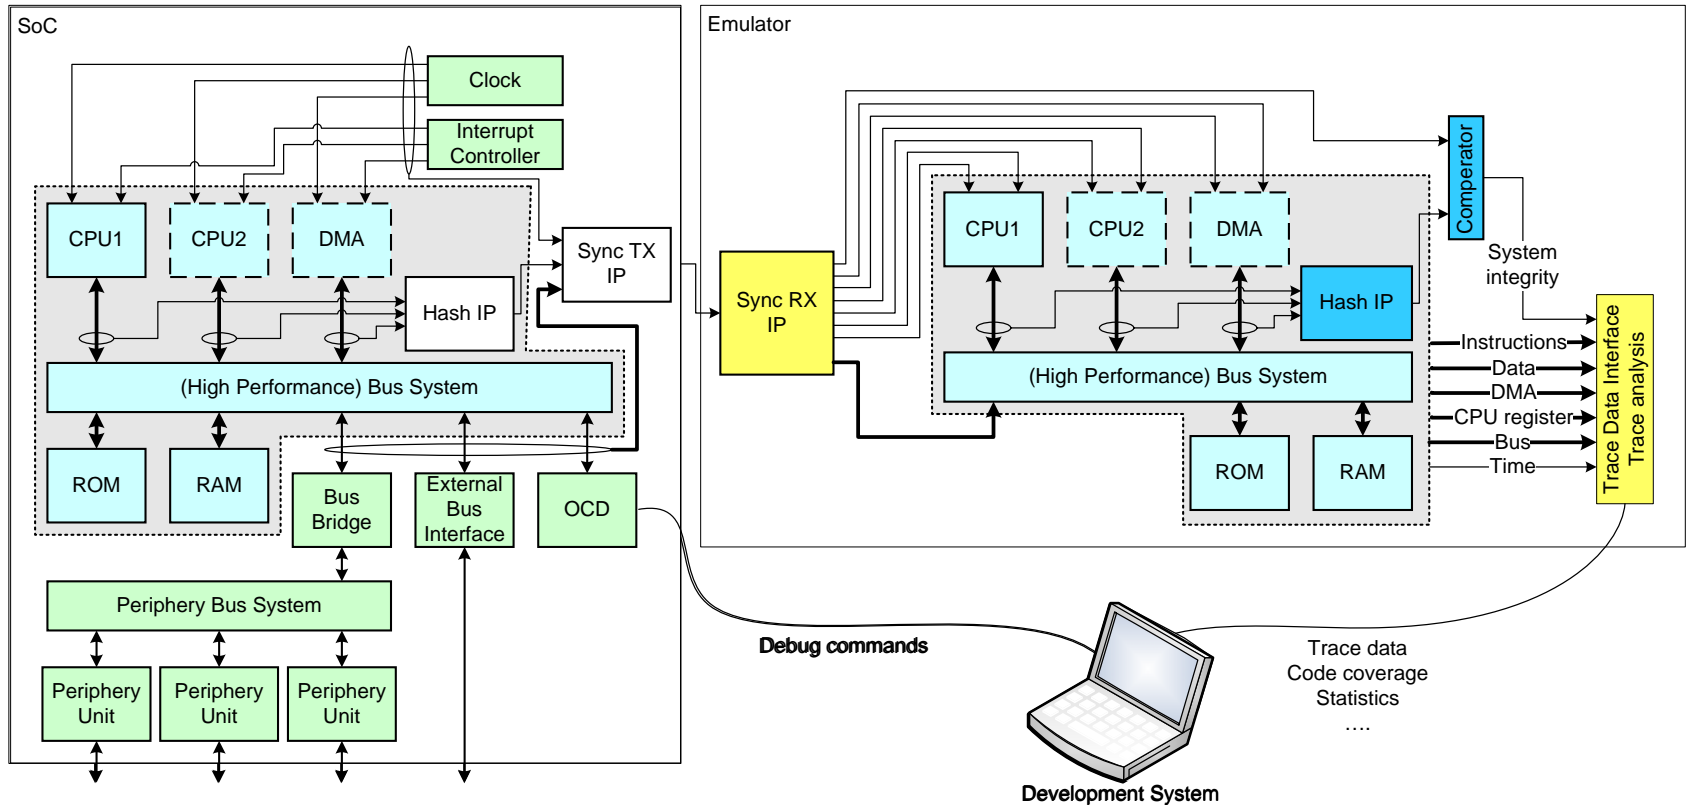 SoC
Clock
Interrupt
Controller
CPU1
CPU2
DMA
Sync TX
IP
Hash IP
(High Performance) Bus System
ROM
RAM
Bus
Bridge
External
Bus
Interface
OCD
Periphery Bus System
Periphery
Unit
Periphery
Unit
Periphery
Unit
Emulator
Sync RX
IP
CPU1
CPU2
DMA
Hash IP
(High Performance) Bus System
ROM
RAM
Comperator
System
integrity
Instructions
Data
DMA
CPU register
Bus
Time
Trace Data Interface
Trace analysis
Debug commands
Trace data
Code coverage
Statistics
....
Development System